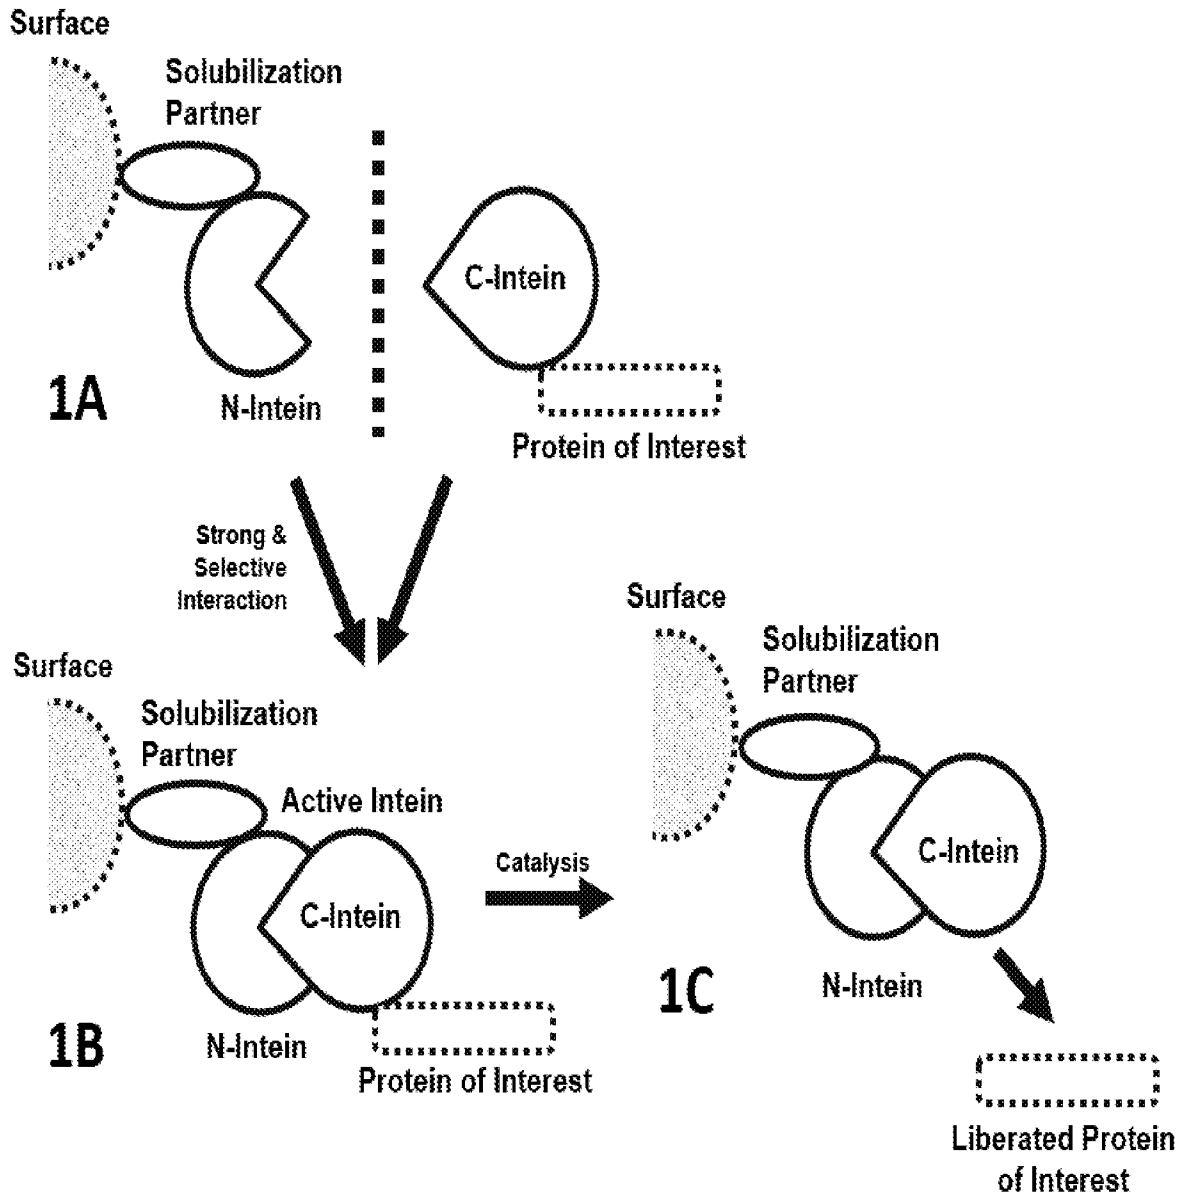 Surface
Solubilization
Partner
C-Intein
1A
N-Intein
Protein of Interest
Strong &
Selective
Interaction
Surface
Solubilization
Partner
Active Intein
C-Intein
1B
N-Intein
Protein of Interest
Catalysis
Surface
Solubilization
Partner
C-Intein
1C
N-Intein
Liberated Protein
of Interest